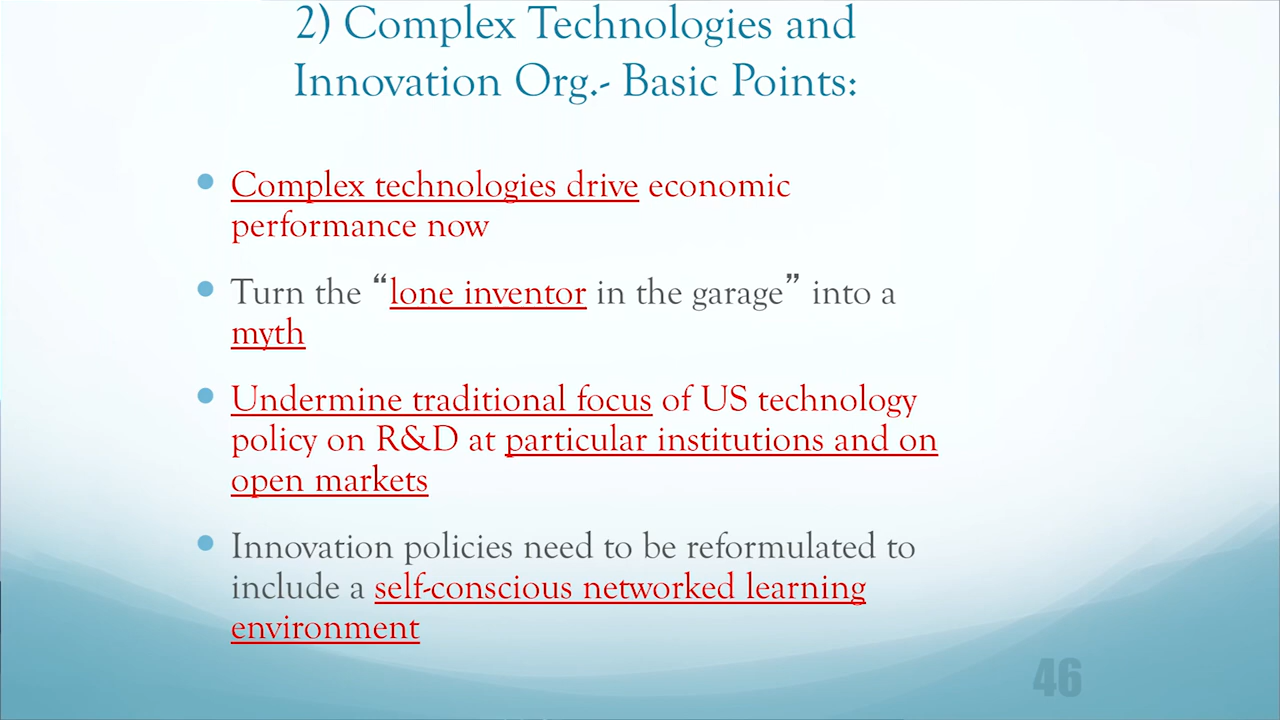 2) Complex Technologies and
Innovation Org.- Basic Points:
Complex technologies drive economic
performance now
Turn the “lone inventor in the garage” into a
myth
Undermine traditional focus of US technology
policy on R&D at particular institutions and on
open markets
Innovation policies need to be reformulated to
include a self-conscious networked learning
environment
46